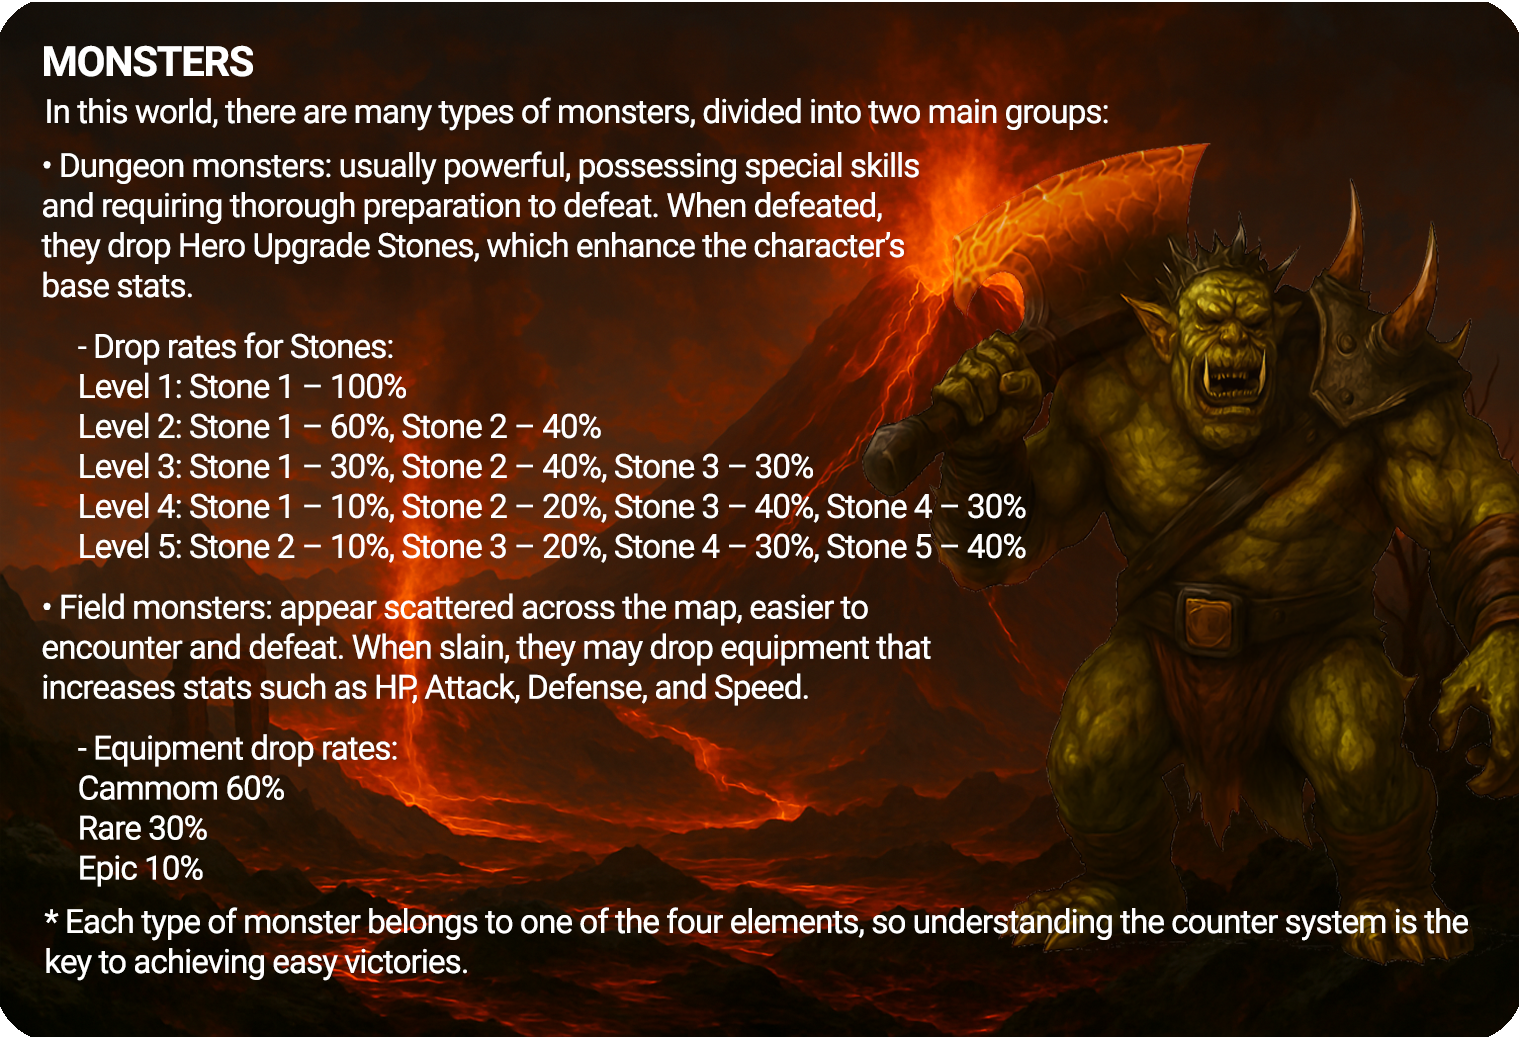 MONSTERS
In this world, there are many types of monsters, divided into two main groups:
• Dungeon monsters: usually powerful, possessing special skills
and requiring thorough preparation to defeat. When defeated,
they drop Hero Upgrade Stones, which enhance the character’s
base stats.
- Drop rates for Stones:
Level 1: Stone 1 – 100%
Level 2: Stone 1 – 60%, Stone 2 – 40%
Level 3: Stone 1 – 30%, Stone 2 – 40%, Stone 3 – 30%
Level 4: Stone 1 – 10%, Stone 2 – 20%, Stone 3 – 40%, Stone 4 – 30%
Level 5: Stone 2 – 10%, Stone 3 – 20%, Stone 4 – 30%, Stone 5 – 40%
• Field monsters: appear scattered across the map, easier to
encounter and defeat. When slain, they may drop equipment that
increases stats such as HP, Attack, Defense, and Speed.
- Equipment drop rates:
Cammom 60%
Rare 30%
Epic 10%
* Each type of monster belongs to one of the four elements, so understanding the counter system is the
key to achieving easy victories.